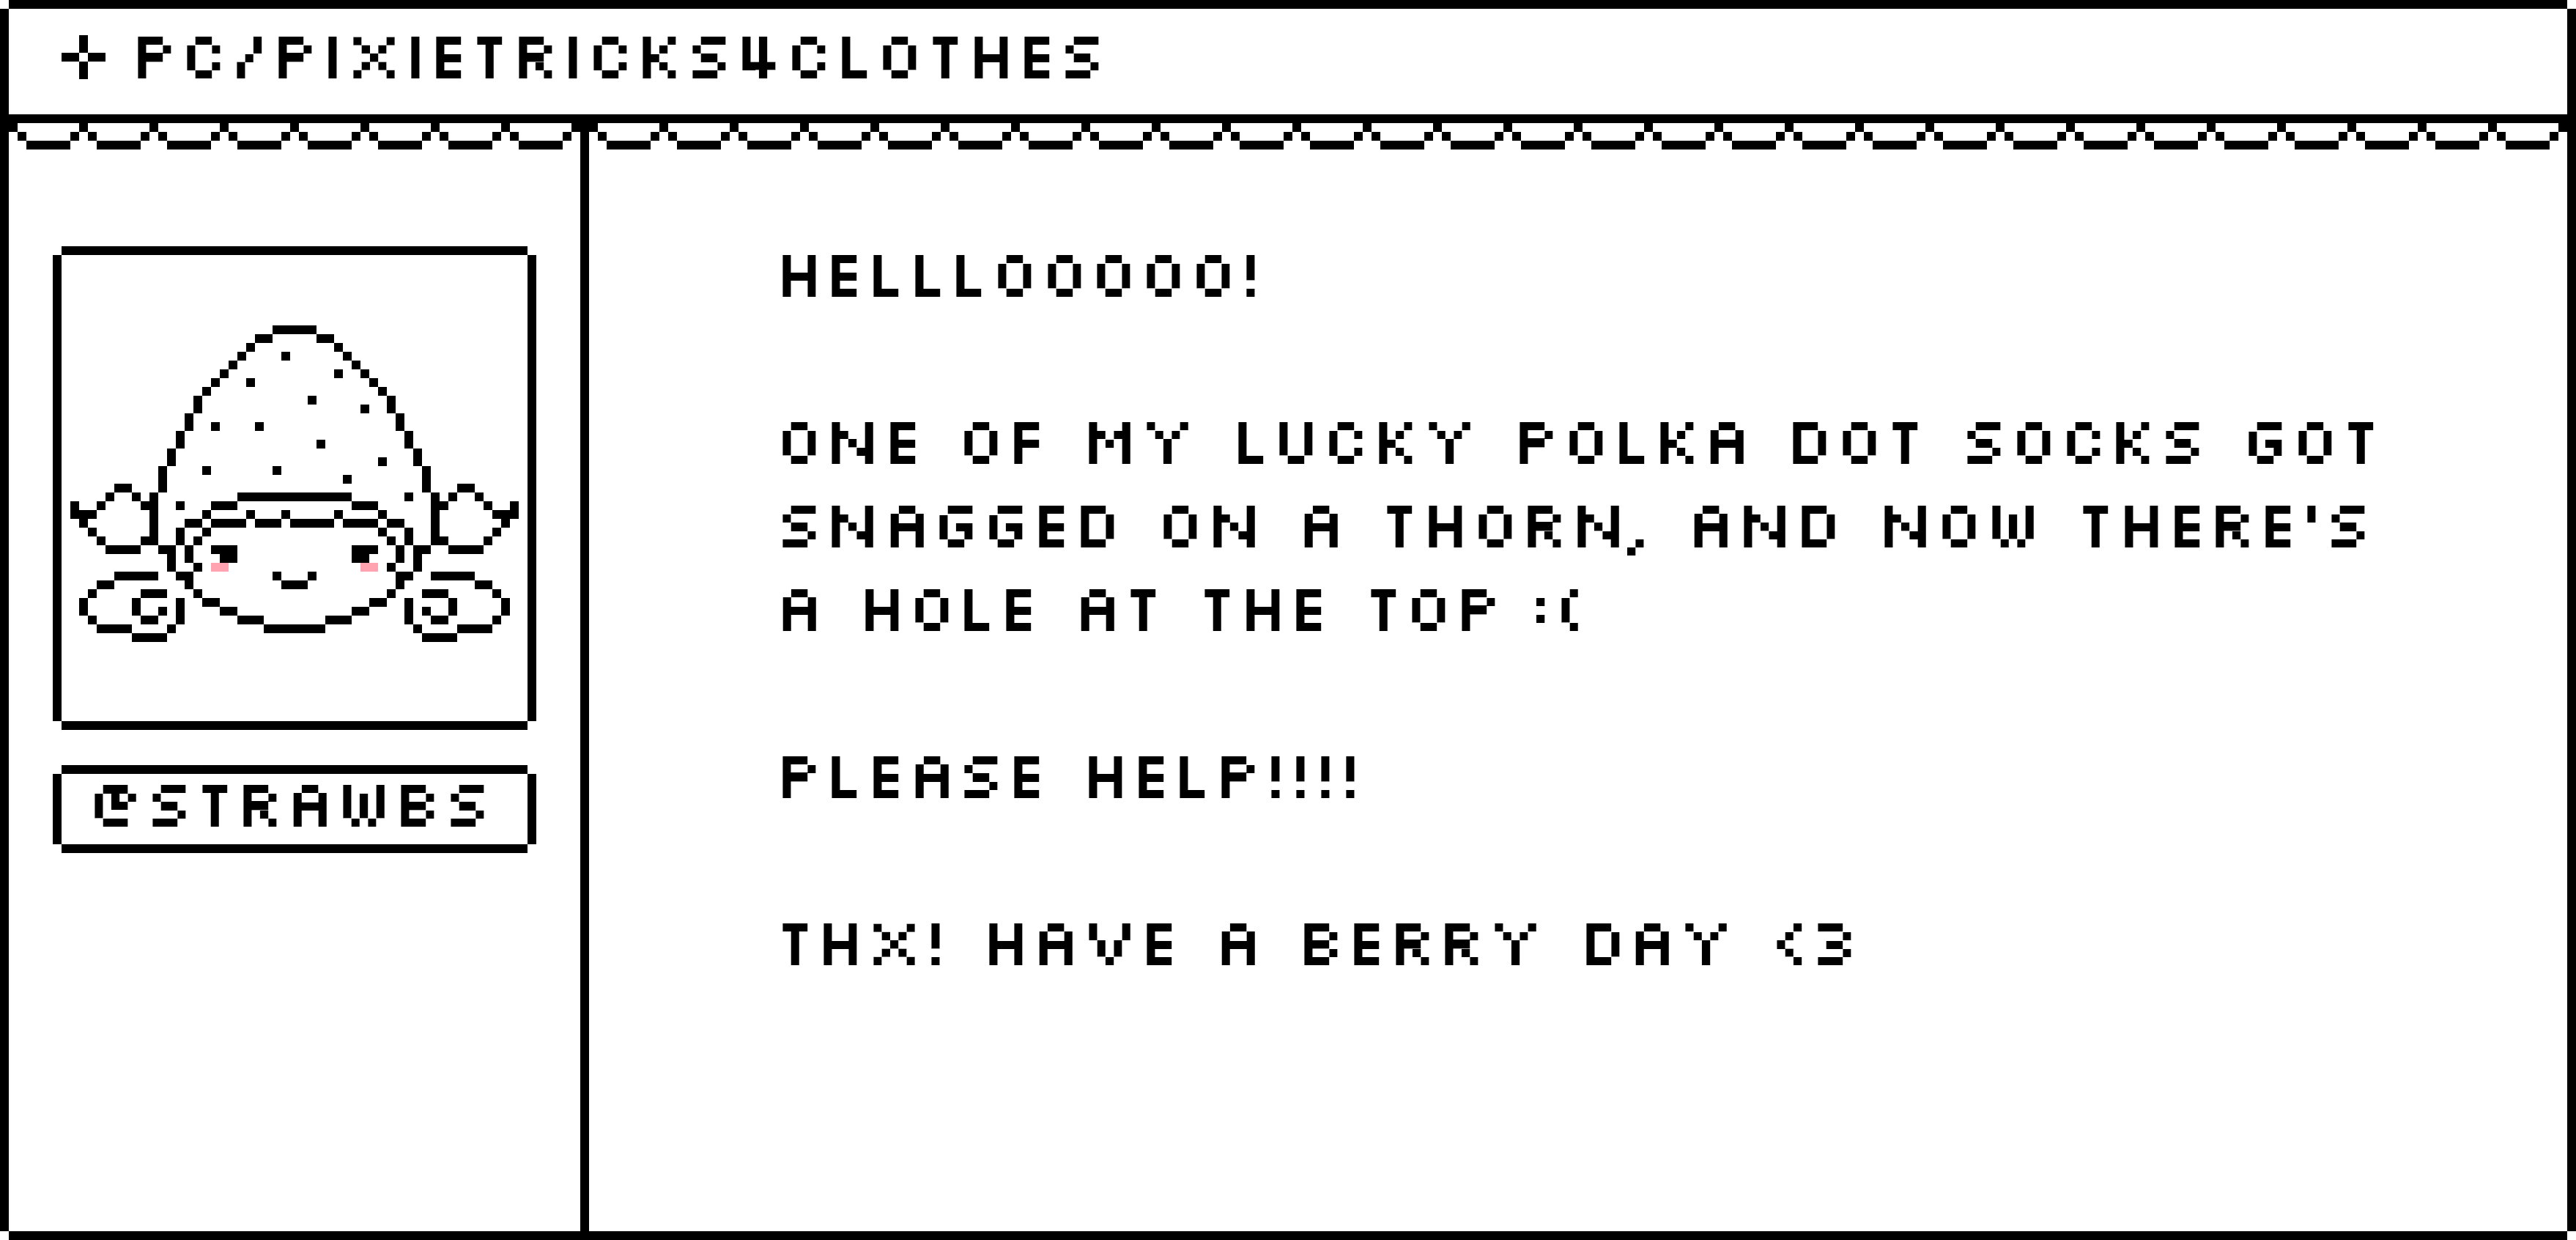 PC/PIXIETRICKS4CLOTHES
HELLLOOOOO!
ONE OF MY LUCKY POLKA DOT SOCKS GOT
SNAGGED ON A THORN, AND NOW THERE'S
A HOLE AT THE TOP :(
PLEASE HELP!!!!
THX! HAVE A BERRY DAY <3
@STRAWBS